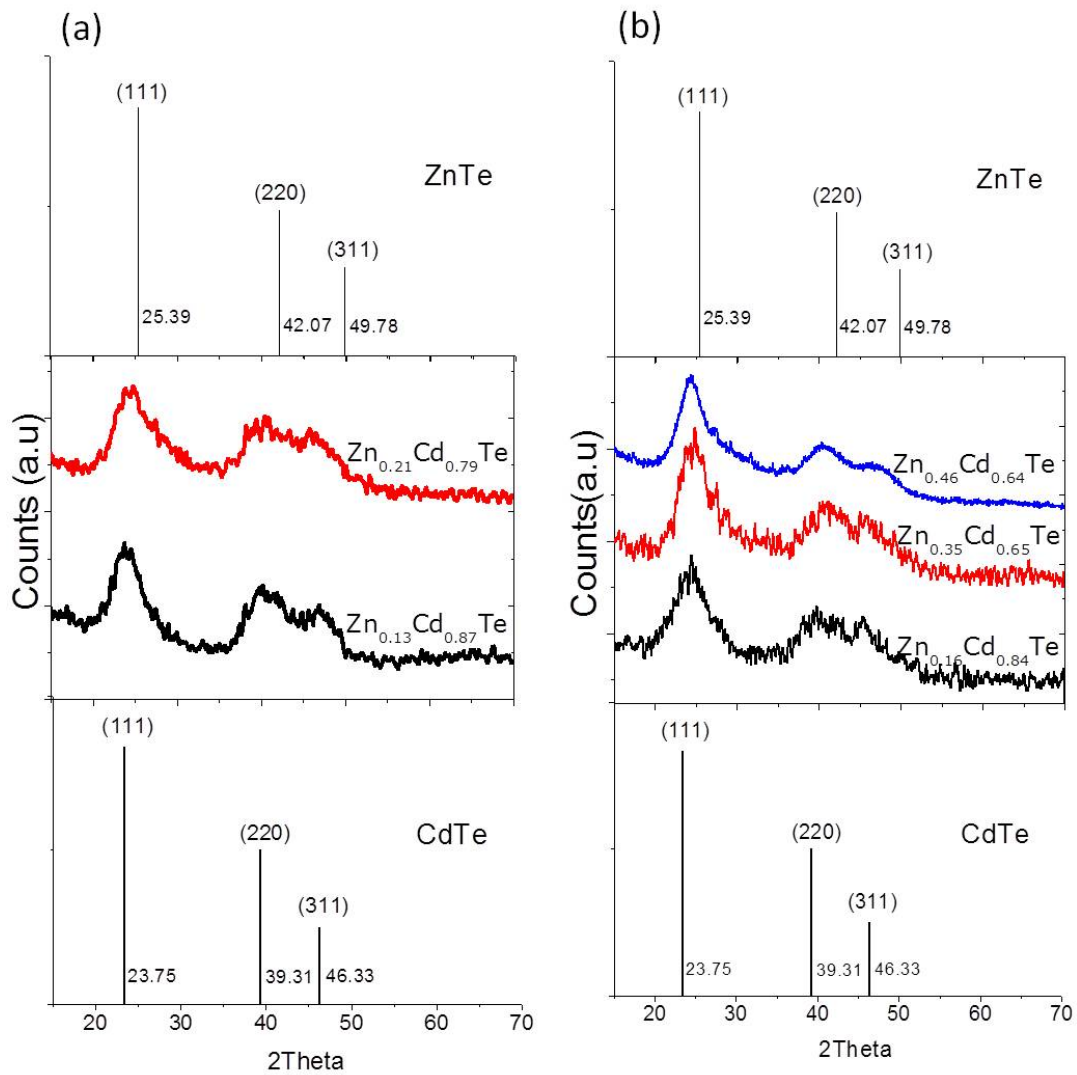 (a)
(111)
(220)
(311)
ZnTe
25.39
42.07
49.78
Counts (a.u)
Zn0.21Cd0.79Te
Zn0.13Cd0.87Te
(111)
(220)
(311)
CdTe
23.75
39.31
46.33
20 30 40 50 60 70
2Theta
(b)
(111)
(220)
(311)
ZnTe
25.39
42.07
49.78
Counts(a.u)
Zn0.46Cd0.64Te
Zn0.35Cd0.65Te
Zn0.16Cd0.84Te
(111)
(220)
(311)
CdTe
23.75
39.31
46.33
20 30 40 50 60 70
2Theta